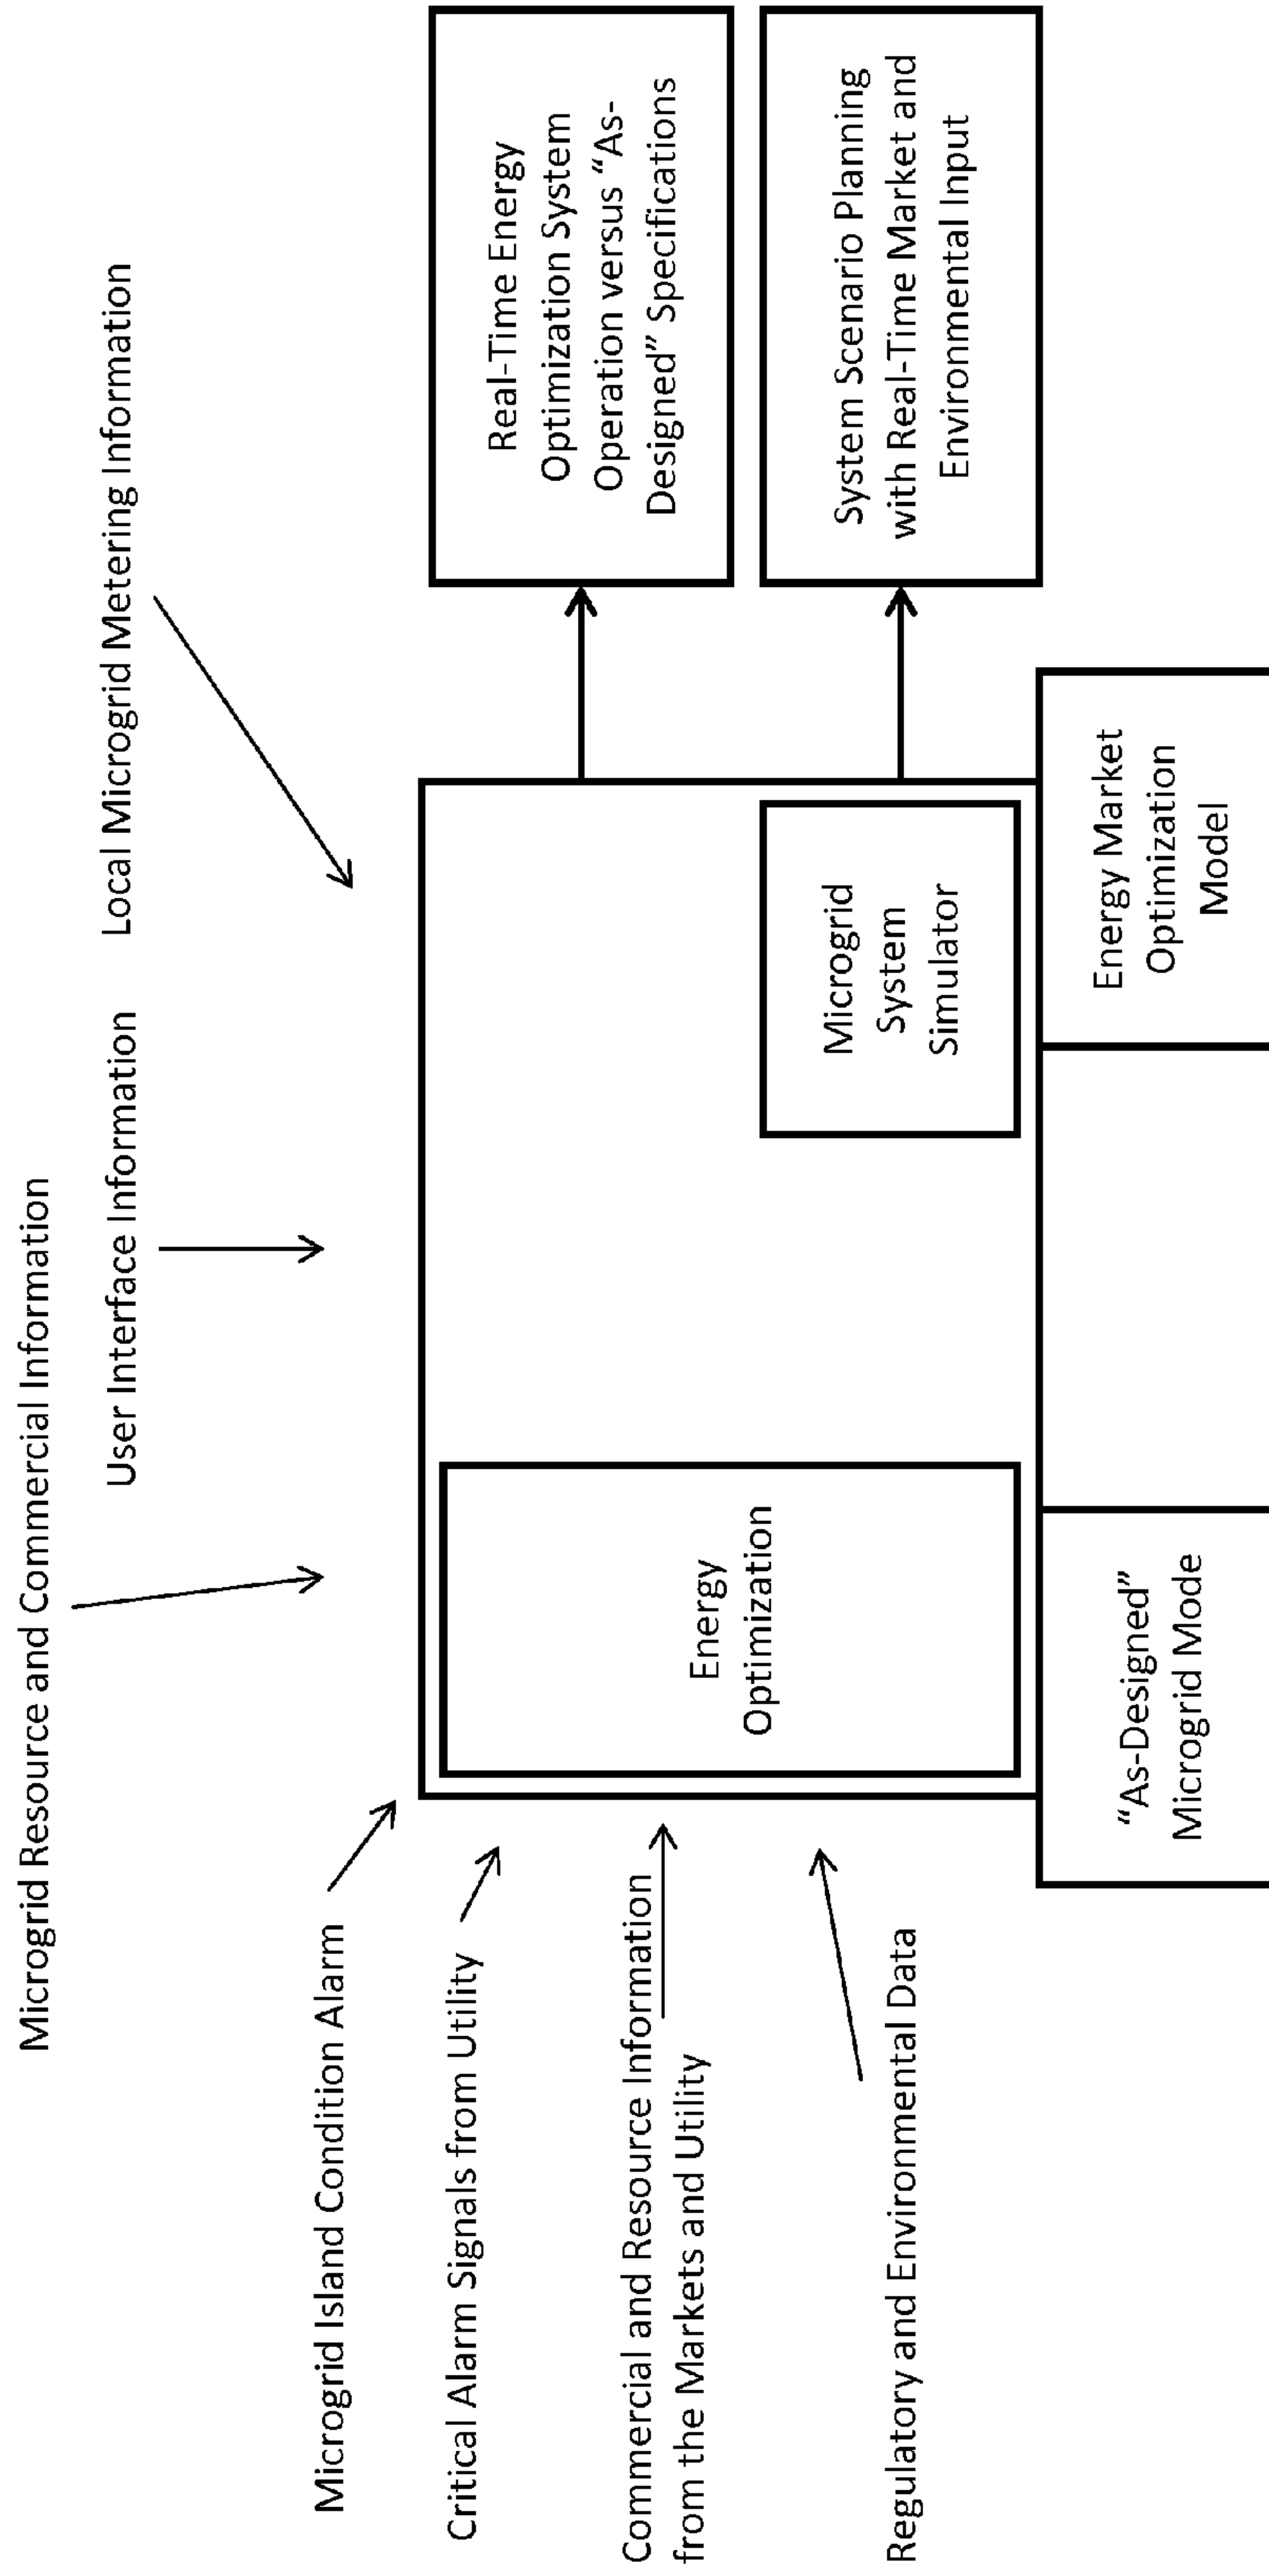 Microgrid Resource and Commercial Information
User Interface Information
Local Microgrid Metering Information
Microgrid Island Condition Alarm
Critical Alarm Signals from Utility
Commercial and Resource Information
from the Markets and Utility
Regulatory and Environmental Data
Energy
Optimization
Microgrid
System
Simulator
Real-Time Energy
Optimization System
Operation versus “As-
Designed” Specifications
System Scenario Planning
with Real-Time Market and
Environmental Input
“As-Designed”
Microgrid Mode
Energy Market
Optimization
Model